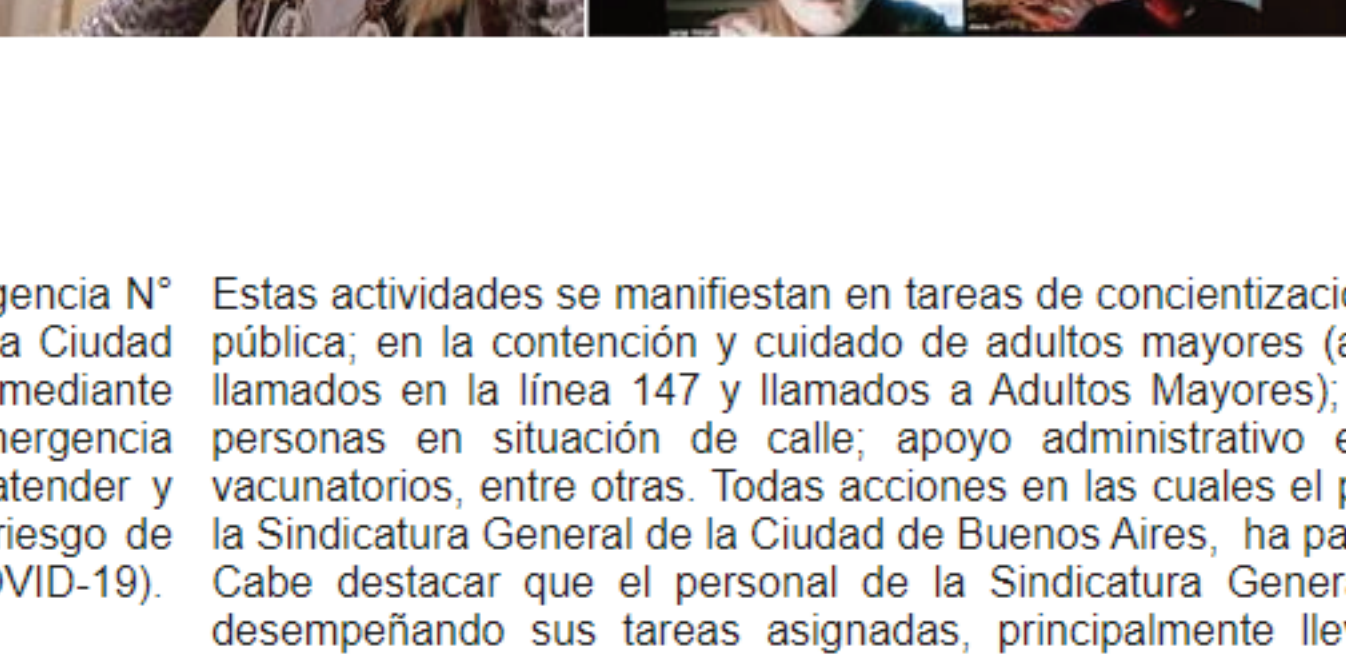 gencia N°
a Ciudad
mediante
mergencia
atender y
riesgo de
OVID-19).
Estas actividades se manifiestan en tareas de concientizació
pública; en la contención y cuidado de adultos mayores (a
llamados en la línea 147 y llamados a Adultos Mayores);
personas en situación de calle; apoyo administrativo e
vacunatorios, entre otras. Todas acciones en las cuales el p
la Sindicatura General de la Ciudad de Buenos Aires, ha pa
Cabe destacar que el personal de la Sindicatura Genera
desempeñando sus tareas asignadas, principalmente llev